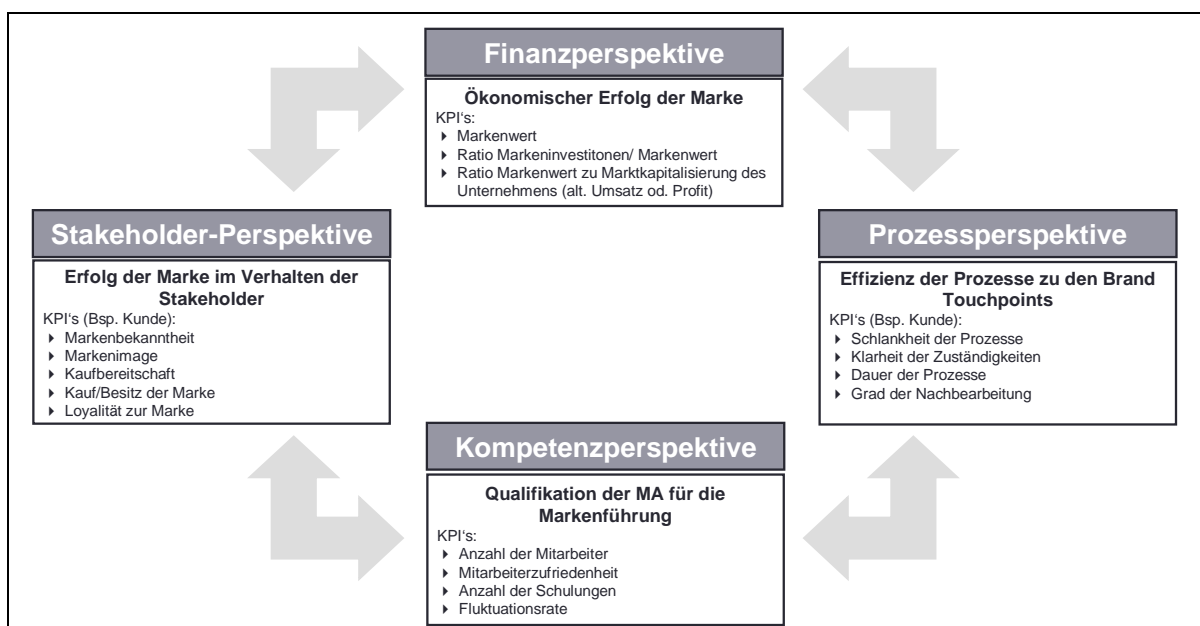 Finanzperspektive
Ökonomischer Erfolg der Marke
KPI‘s:
Markenwert
Ratio Markeninvestitonen/ Markenwert
Ratio Markenwert zu Marktkapitalisierung des
Unternehmens (alt. Umsatz od. Profit)
Stakeholder-Perspektive
Erfolg der Marke im Verhalten der
Stakeholder
KPI‘s (Bsp. Kunde):
Markenbekanntheit
Markenimage
Kaufbereitschaft
Kauf/Besitz der Marke
Loyalität zur Marke
Prozessperspektive
Effizienz der Prozesse zu den Brand
Touchpoints
KPI‘s (Bsp. Kunde):
Schlankheit der Prozesse
Klarheit der Zuständigkeiten
Dauer der Prozesse
Grad der Nachbearbeitung
Kompetenzperspektive
Qualifikation der MA für die
Markenführung
KPI‘s:
Anzahl der Mitarbeiter
Mitarbeiterzufriedenheit
Anzahl der Schulungen
Fluktuationsrate